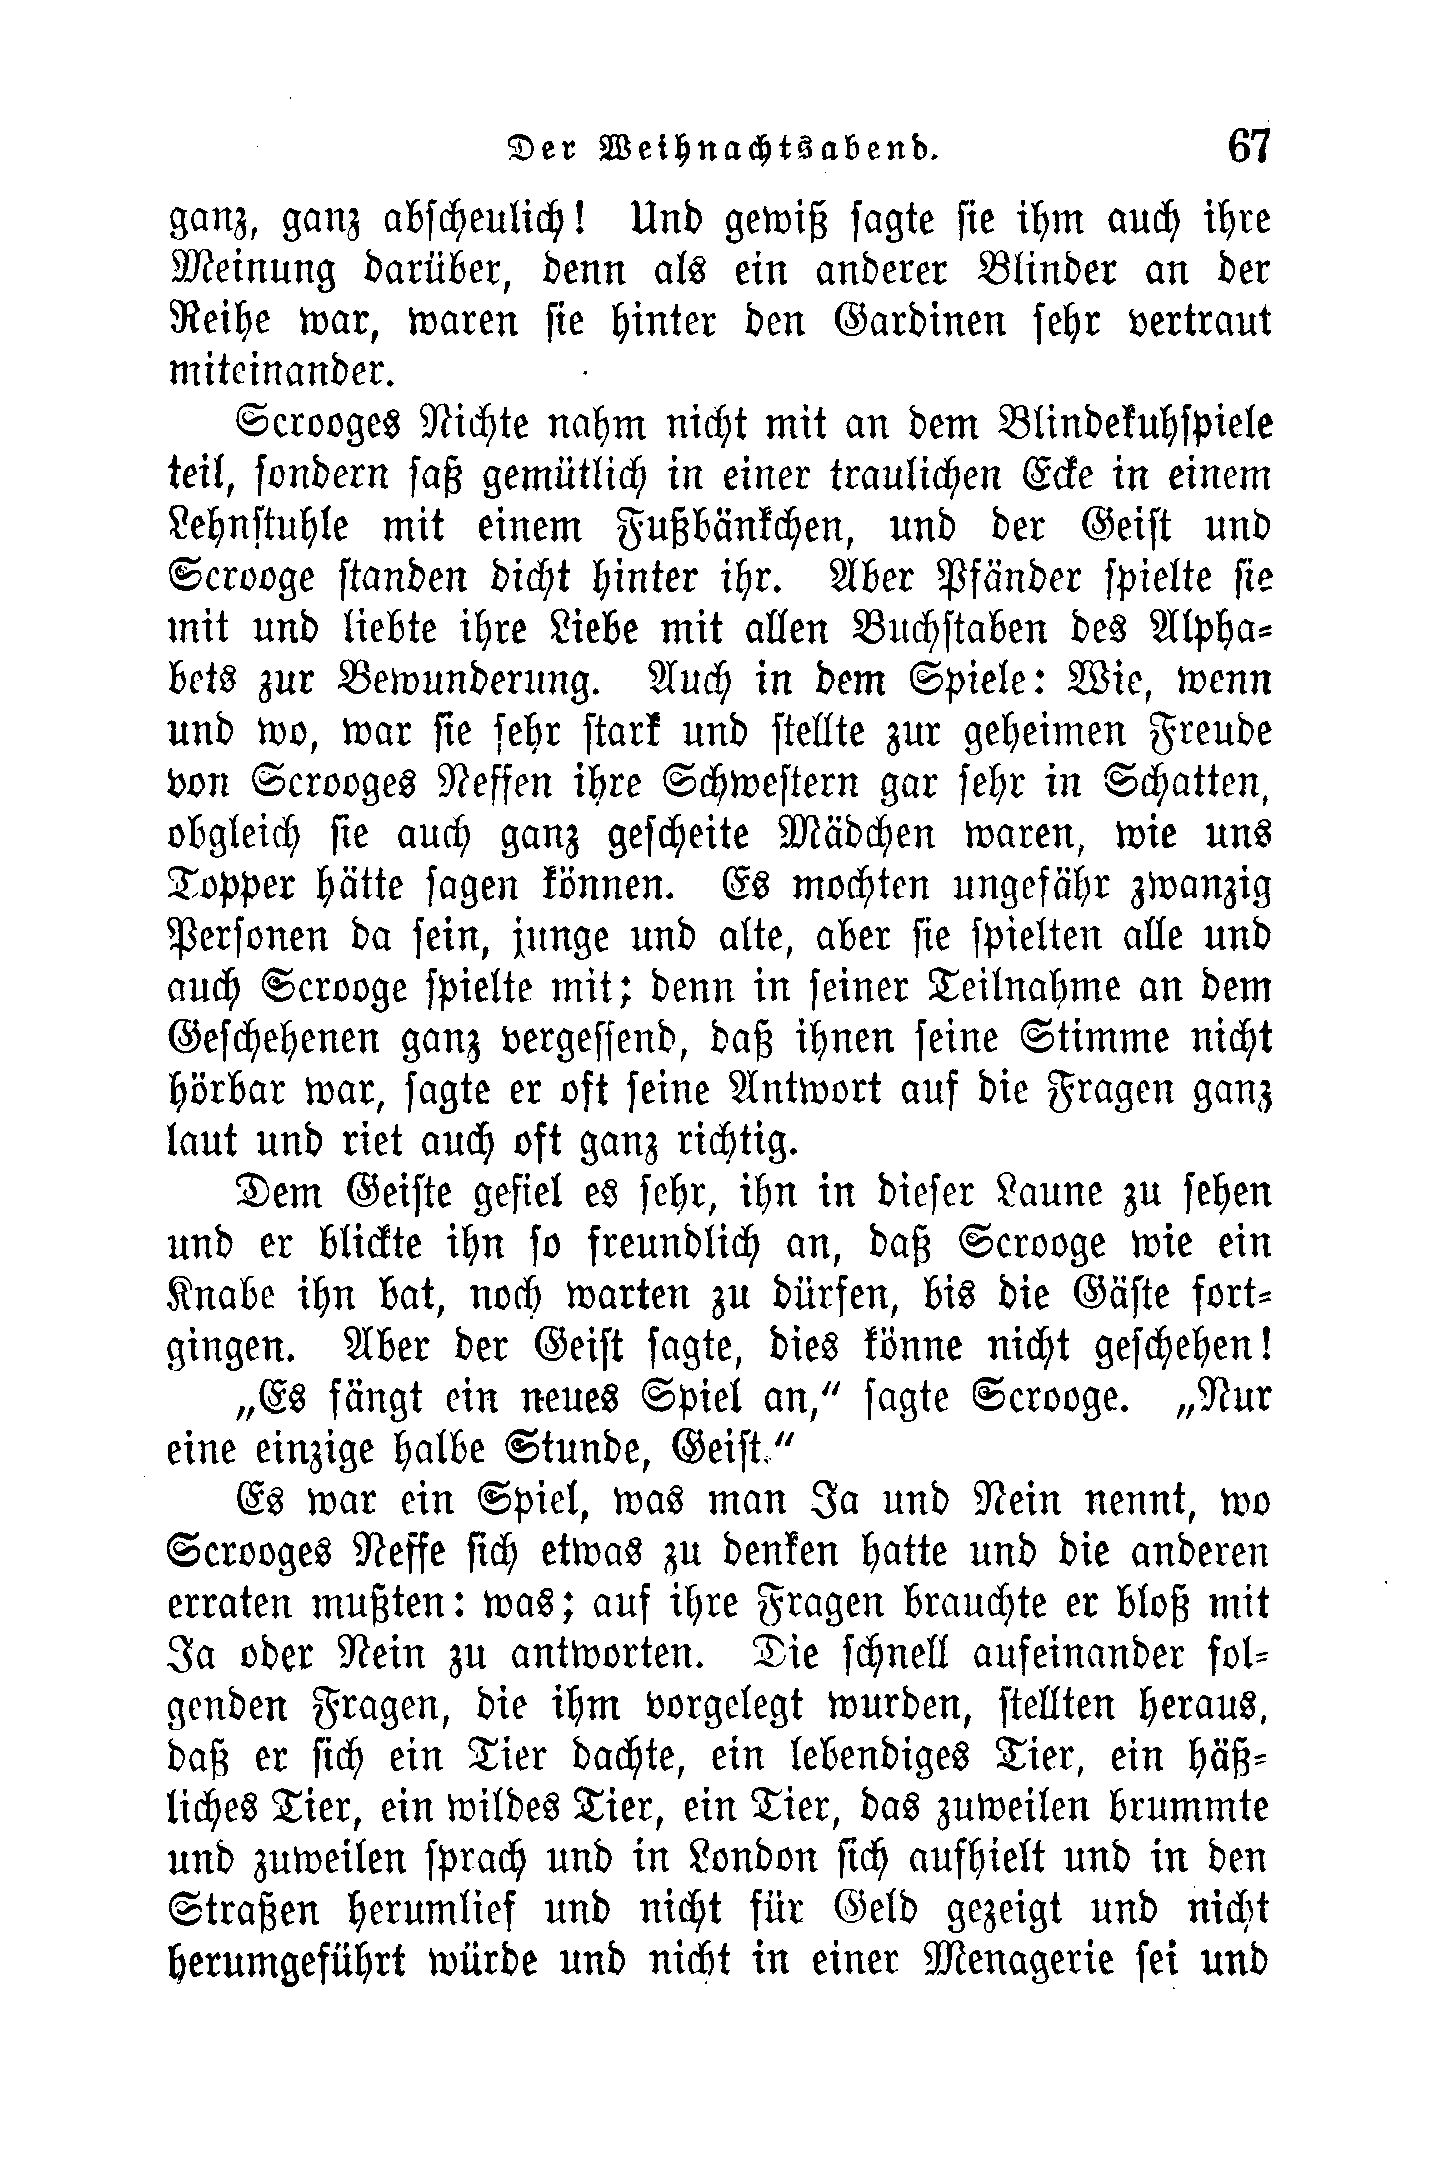 Der Weihnachtsabend. 67
ganz, ganz abscheulich! Und gewiß sagte sie ihm auch ihre
Meinung darüber, denn als ein anderer Blinder an der
Reihe war, waren sie hinter den Gardinen sehr vertraut
miteinander.
Scrooges Nichte nahm nicht mit an dem Blindekuhspiele
teil, sondern saß gemütlich in einer traulichen Ecke in einem
Lehnstuhle mit einem Fußbänkchen, und der Geist und
Scrooge standen dicht hinter ihr. Aber Pfänder spielte sie
mit und liebte ihre Liebe mit allen Buchstaben des Alpha-
bets zur Bewunderung. Auch in dem Spiele: Wie, wenn
und wo, war sie sehr stark und stellte zur geheimen Freude
von Scrooges Neffen ihre Schwestern gar sehr in Schatten,
obgleich sie auch ganz gescheite Mädchen waren, wie uns
Topper hätte sagen können. Es mochten ungefähr zwanzig
Personen da sein, junge und alte, aber sie spielten alle und
auch Scrooge spielte mit; denn in seiner Teilnahme an dem
Geschehenen ganz vergessend, daß ihnen seine Stimme nicht
hörbar war, sagte er oft seine Antwort auf die Fragen ganz
laut und riet auch oft ganz richtig.
Dem Geiste gefiel es sehr, ihn in dieser Laune zu sehen
und er blickte ihn so freundlich an, daß Scrooge wie ein
Knabe ihn bat, noch warten zu dürfen, bis die Gäste fort-
gingen. Aber der Geist sagte, dies könne nicht geschehen!
„Es fängt ein neues Spiel an,“ sagte Scrooge. „Nur
eine einzige halbe Stunde, Geist.“
Es war ein Spiel, was man Ja und Nein nennt, wo
Scrooges Neffe sich etwas zu denken hatte und die anderen
erraten mußten: was; auf ihre Fragen brauchte er bloß mit
Ja oder Nein zu antworten. Die schnell aufeinander fol-
genden Fragen, die ihm vorgelegt wurden, stellten heraus,
daß er sich ein Tier dachte, ein lebendiges Tier, ein häß-
liches Tier, ein wildes Tier, ein Tier, das zuweilen brummte
und zuweilen sprach und in London sich aufhielt und in den
Straßen herumlief und nicht für Geld gezeigt und nicht
herumgeführt würde und nicht in einer Menagerie sei und